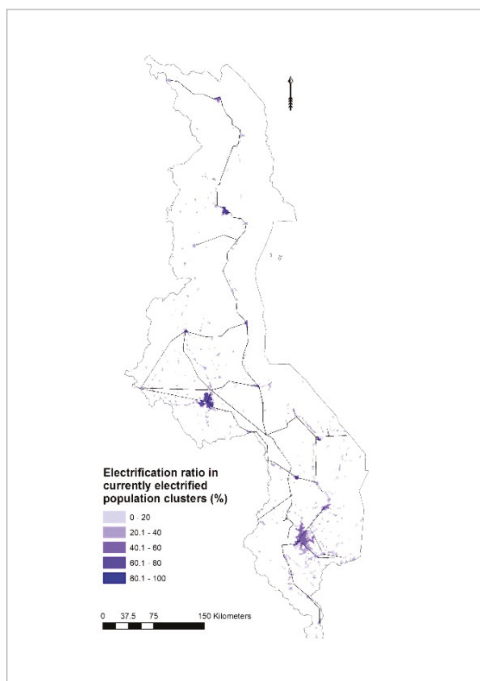 Electrification ratio in
currently electrified
population clusters (%)
0 - 20
20.1 - 40
40.1 - 60
60.1 - 80
80.1 - 100
0 37.5 75 150 Kilometers